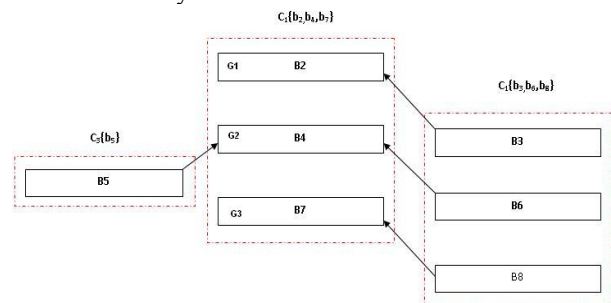 C₁{b₂,b₄,b₇}
G1 B2
C₁{b₃,b₆,b₈}
G2 B4
B3
C₃{b₅}
B5
G3 B7
B6
B8